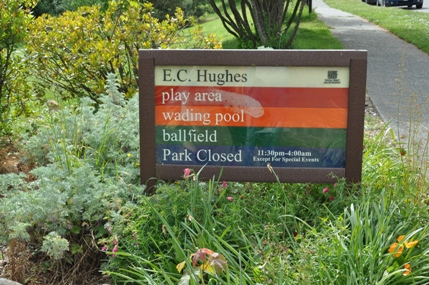 E.C. Hughes
play area
wading pool
ballfield
Park Closed
11:30pm-4:00am
Except For Special Events